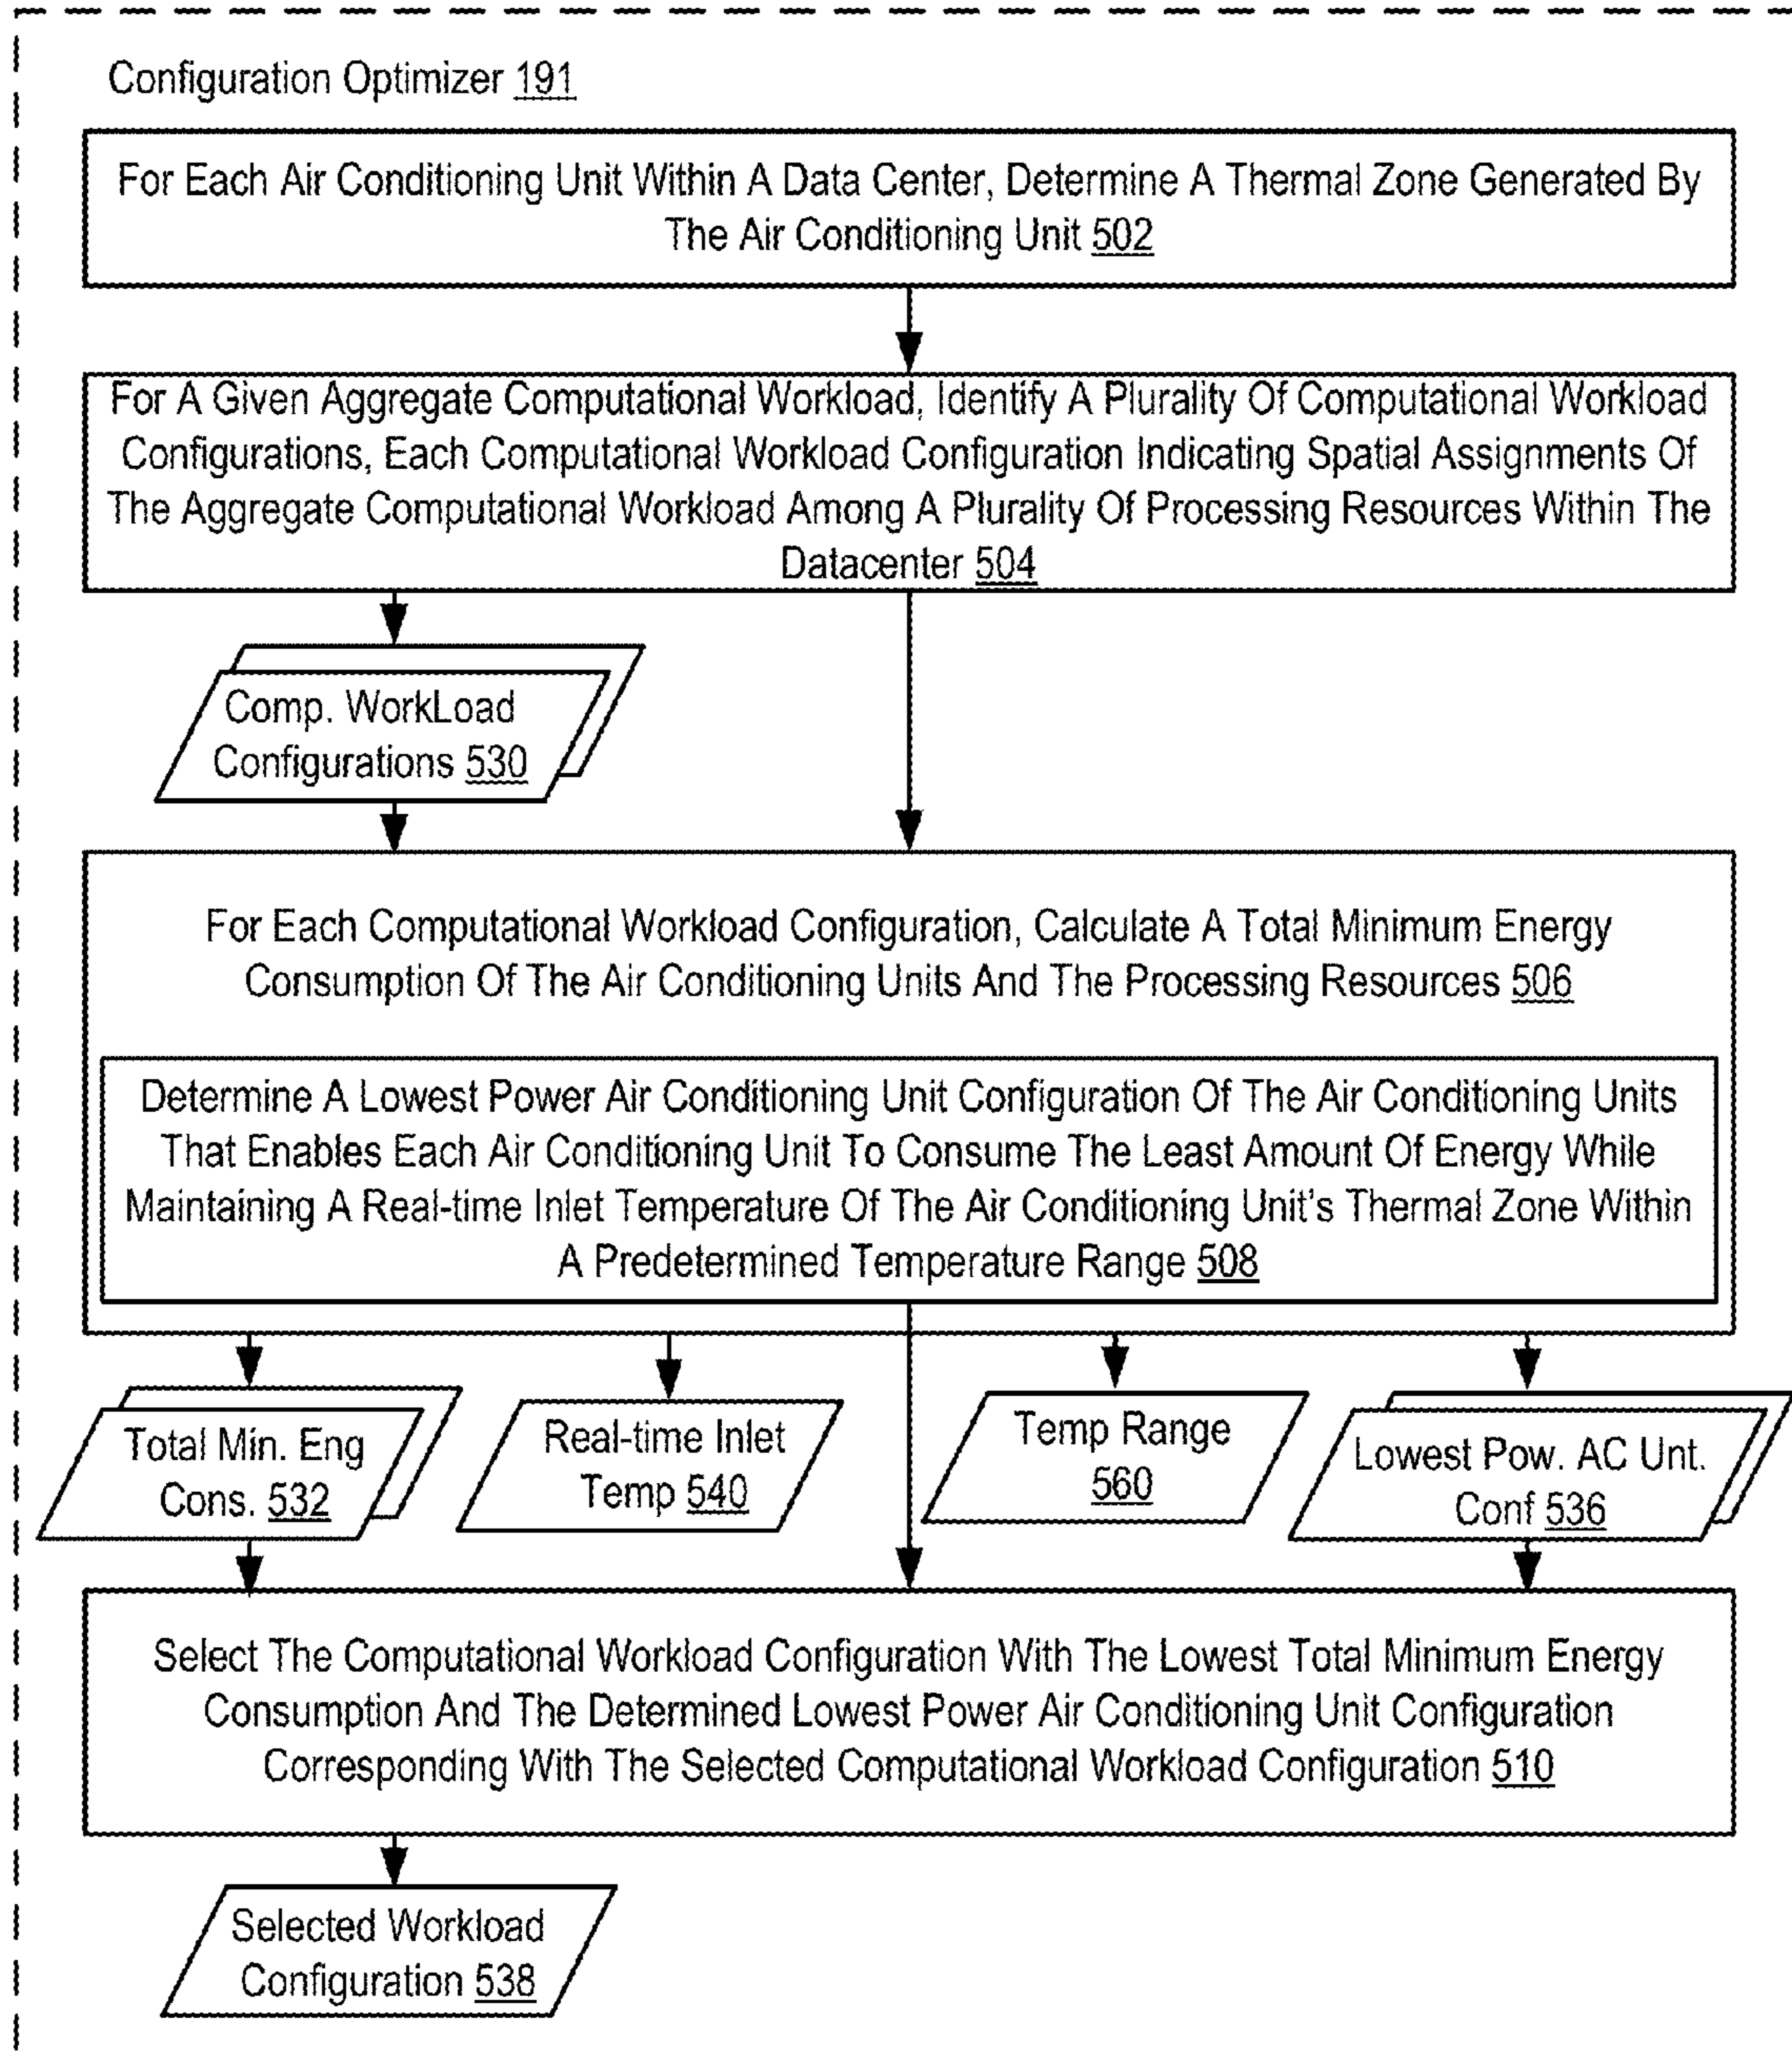 Configuration Optimizer 191
For Each Air Conditioning Unit Within A Data Center, Determine A Thermal Zone Generated By
The Air Conditioning Unit 502
For A Given Aggregate Computational Workload, Identify A Plurality Of Computational Workload
Configurations, Each Computational Workload Configuration Indicating Spatial Assignments Of
The Aggregate Computational Workload Among A Plurality Of Processing Resources Within The
Datacenter 504
Comp. WorkLoad
Configurations 530
For Each Computational Workload Configuration, Calculate A Total Minimum Energy
Consumption Of The Air Conditioning Units And The Processing Resources 506
Determine A Lowest Power Air Conditioning Unit Configuration Of The Air Conditioning Units
That Enables Each Air Conditioning Unit To Consume The Least Amount Of Energy While
Maintaining A Real-time Inlet Temperature Of The Air Conditioning Unit's Thermal Zone Within
A Predetermined Temperature Range 508
Total Min. Eng
Cons. 532
Real-time Inlet
Temp 540
Temp Range
560
Lowest Pow. AC Unt.
Conf 536
Select The Computational Workload Configuration With The Lowest Total Minimum Energy
Consumption And The Determined Lowest Power Air Conditioning Unit Configuration
Corresponding With The Selected Computational Workload Configuration 510
Selected Workload
Configuration 538